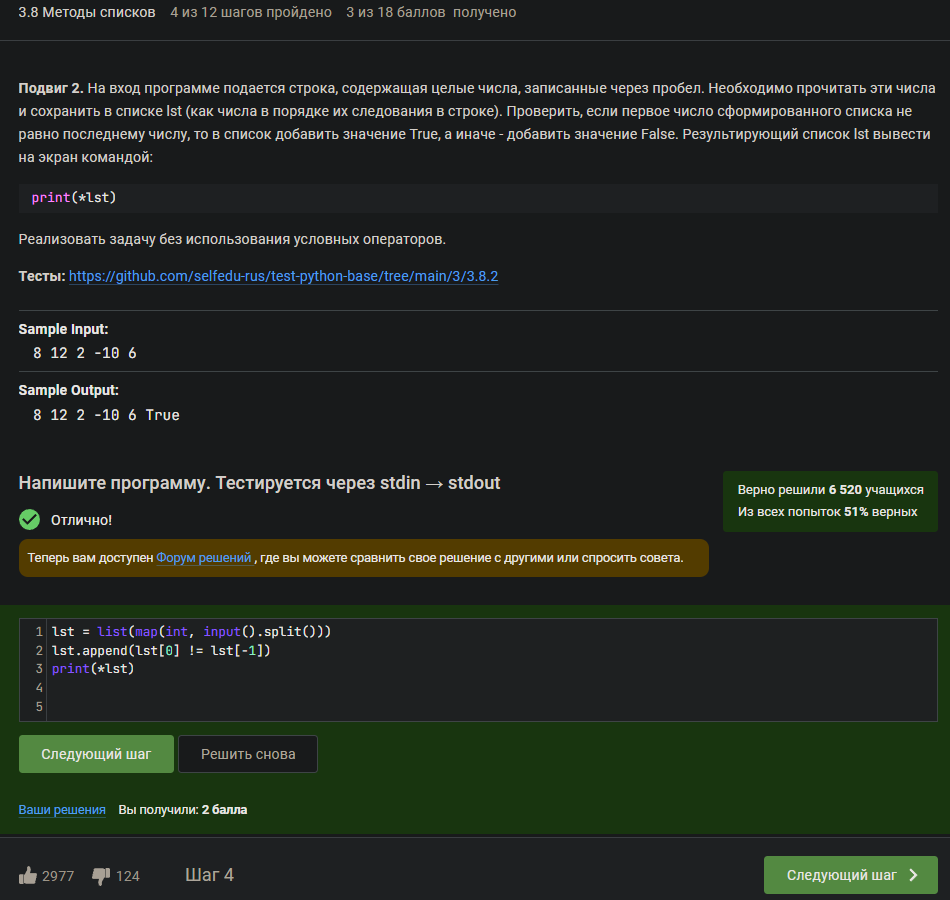 3.8 Методы списков 4 из 12 шагов пройдено 3 из 18 баллов получено
Подвиг 2. На вход программе подается строка, содержащая целые числа, записанные через пробел. Необходимо прочитать эти числа
и сохранить в списке lst (как числа в порядке их следования в строке). Проверить, если первое число сформированного списка не
равно последнему числу, то в список добавить значение True, а иначе - добавить значение False. Результирующий список lst вывести
на экран командой:
print(*lst)
Реализовать задачу без использования условных операторов.
Тесты: https://github.com/selfedu-rus/test-python-base/tree/main/3/3.8.2
Sample Input:
8 12 2 -10 6
Sample Output:
8 12 2 -10 6 True
Напишите программу. Тестируется через stdin → stdout
Верно решили 6 520 учащихся
Из всех попыток 51% верных
Отлично!
Теперь вам доступен Форум решений , где вы можете сравнить свое решение с другими или спросить совета.
1 lst = list(map(int, input().split()))
2 lst.append(lst[0] != lst[-1])
3 print(*lst)
4
5
Следующий шаг Решить снова
Ваши решения Вы получили: 2 балла
2977 124 Шаг 4 Следующий шаг